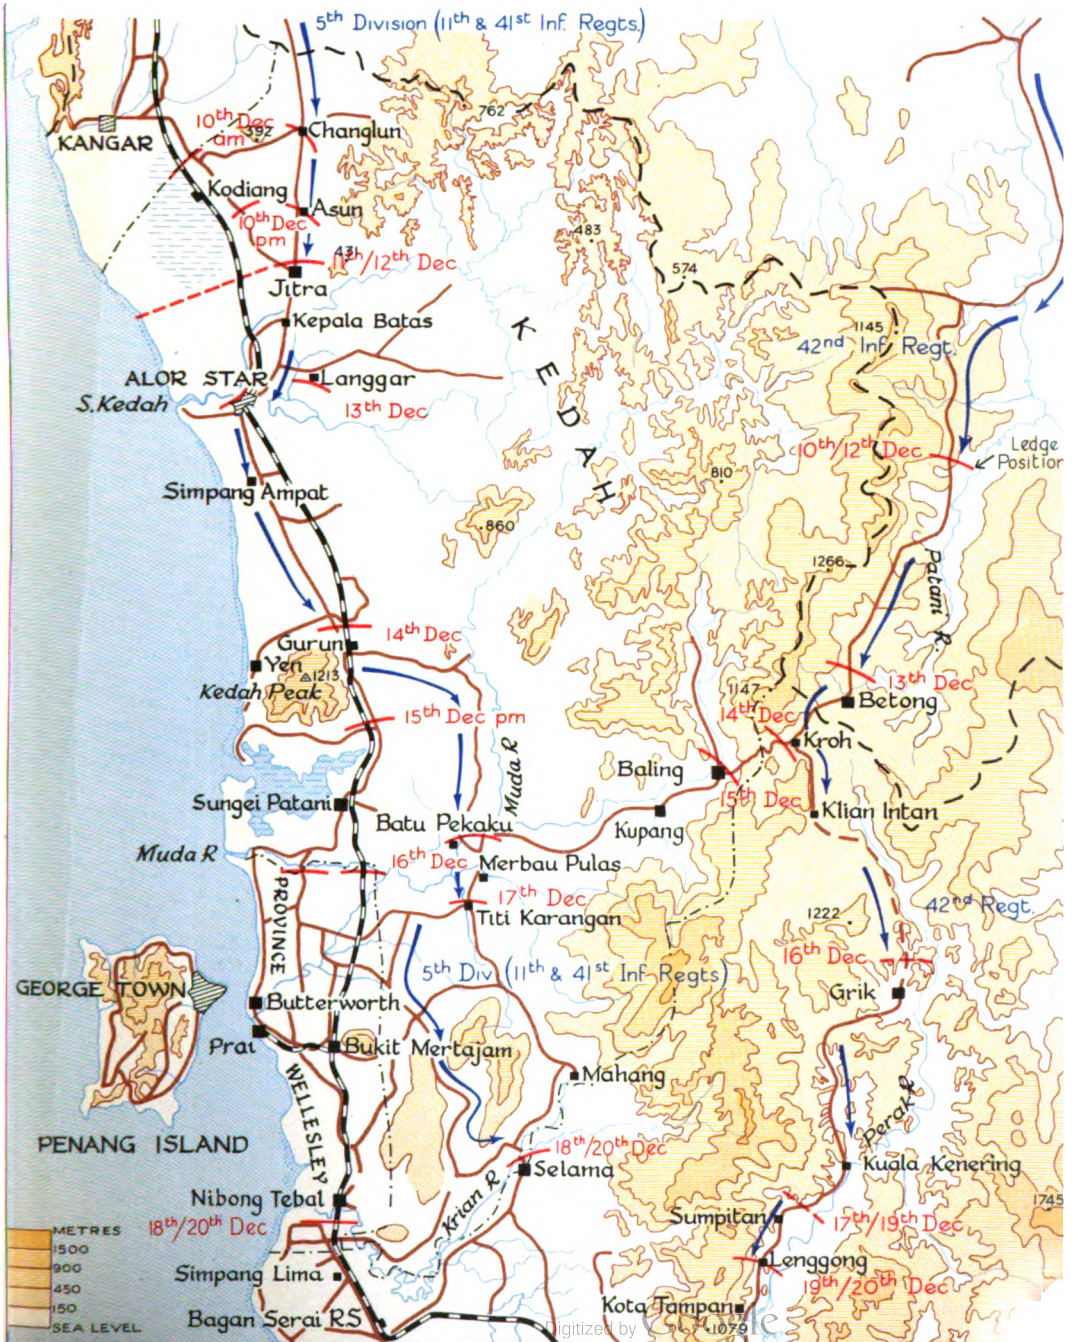 5th Division (11th & 41st Inf. Regts.)
762
10th Dec
am
392
Changlun
KANGAR
Kodiang
Asun
10th Dec
pm
483
431
11th/12th Dec
574
Jitra
Kepala Batas
1145
42nd Inf. Regt.
KEDAH
ALOR STAR
Langgar
S.Kedah
13th Dec
10th/12th Dec
Ledge
Position
810
Simpang Ampat
860
1266
Patani R.
14th Dec
Gurun
Yen
1213
Kedah Peak
13th Dec
1147
Betong
15th Dec pm
14th Dec
Kroh
Muda R
Baling
15th Dec
Sungei Patani
Klian Intan
Batu Pekaku
Kupang
Muda R
16th Dec
Merbau Pulas
17th Dec
Titi Karangan
1222
42nd Regt.
PROVINCE
16th Dec
5th Div (11th & 41st Inf Regts)
GEORGE TOWN
Grik
Butterworth
Prai
Bukit Mertajam
Mahang
WELLESLEY
Perak R
PENANG ISLAND
18th/20th Dec
Selama
Kuala Kenering
Krian R
Nibong Tebal
1745
18th/20th Dec
Sumpitan
17th/19th Dec
METRES
1500
900
450
150
SEA LEVEL
Simpang Lima
Lenggong
19th/20th Dec
Bagan Serai R.S
Kota Tampan
1079
Digitized by Google